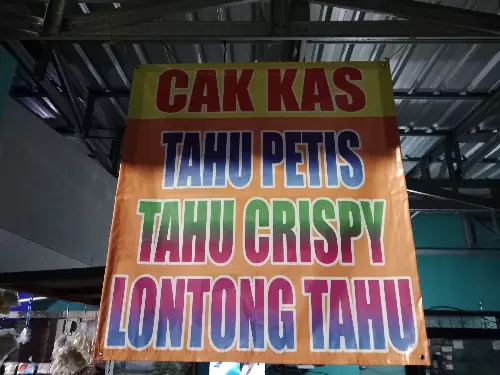 CAK KAS
TAHU PETIS
TAHU CRISPY
LONTONG TAHU